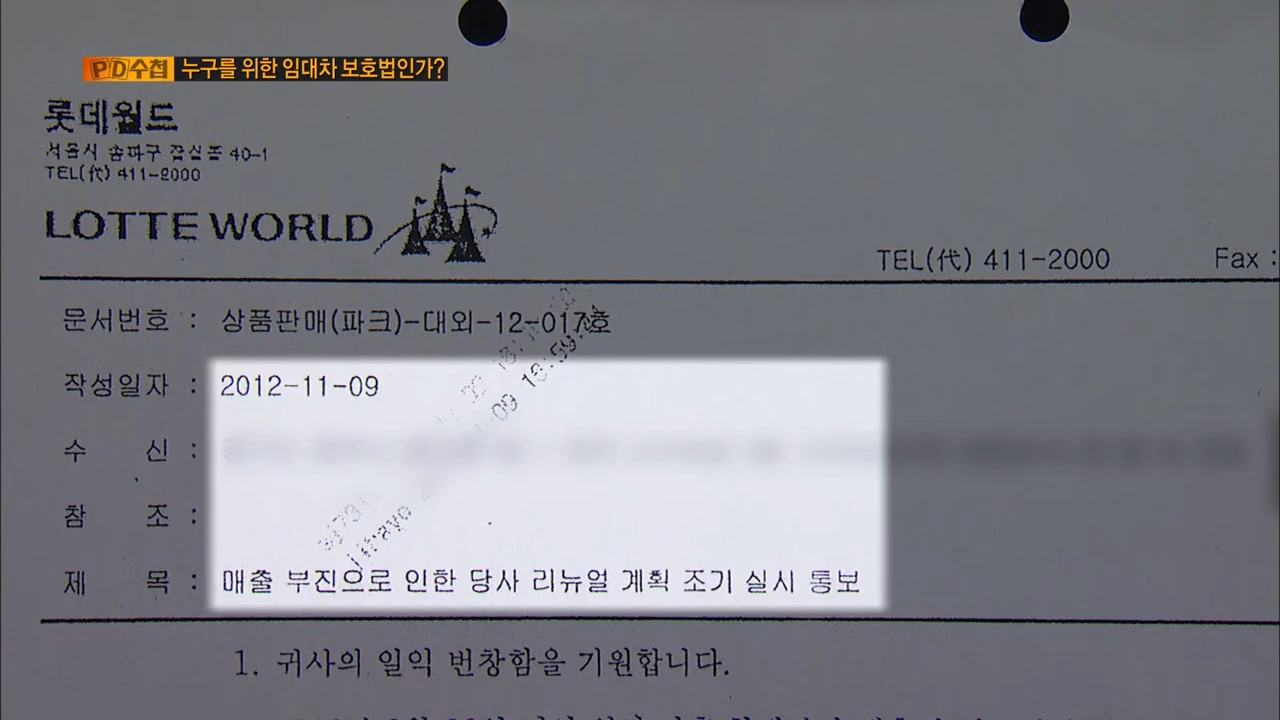 PD수첩 누구를 위한 임대차 보호법인가?
롯데월드
서울시 송파구 잠실동 40-1
TEL(代) 411-2000
LOTTE WORLD
TEL(代) 411-2000 Fax :
문서번호 : 상품판매(파크)-대외-12-017호
작성일자 : 2012-11-09
수 신 :
참 조 :
제 목 : 매출 부진으로 인한 당사 리뉴얼 계획 조기 실시 통보
1. 귀사의 일익 번창함을 기원합니다.